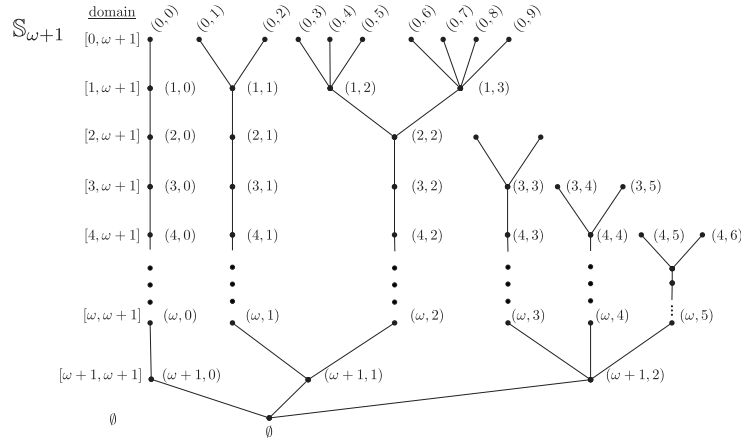 𝕊_{ω+1}
domain
(0,0) (0,1) (0,2) (0,3) (0,4) (0,5) (0,6) (0,7) (0,8) (0,9)
[0, ω+1]
[1, ω+1] (1,0) (1,1) (1,2) (1,3)
[2, ω+1] (2,0) (2,1) (2,2)
[3, ω+1] (3,0) (3,1) (3,2) (3,3) (3,4) (3,5)
[4, ω+1] (4,0) (4,1) (4,2) (4,3) (4,4) (4,5) (4,6)
[ω, ω+1] (ω,0) (ω,1) (ω,2) (ω,3) (ω,4) (ω,5)
[ω+1, ω+1] (ω+1,0) (ω+1,1) (ω+1,2)
∅ ∅